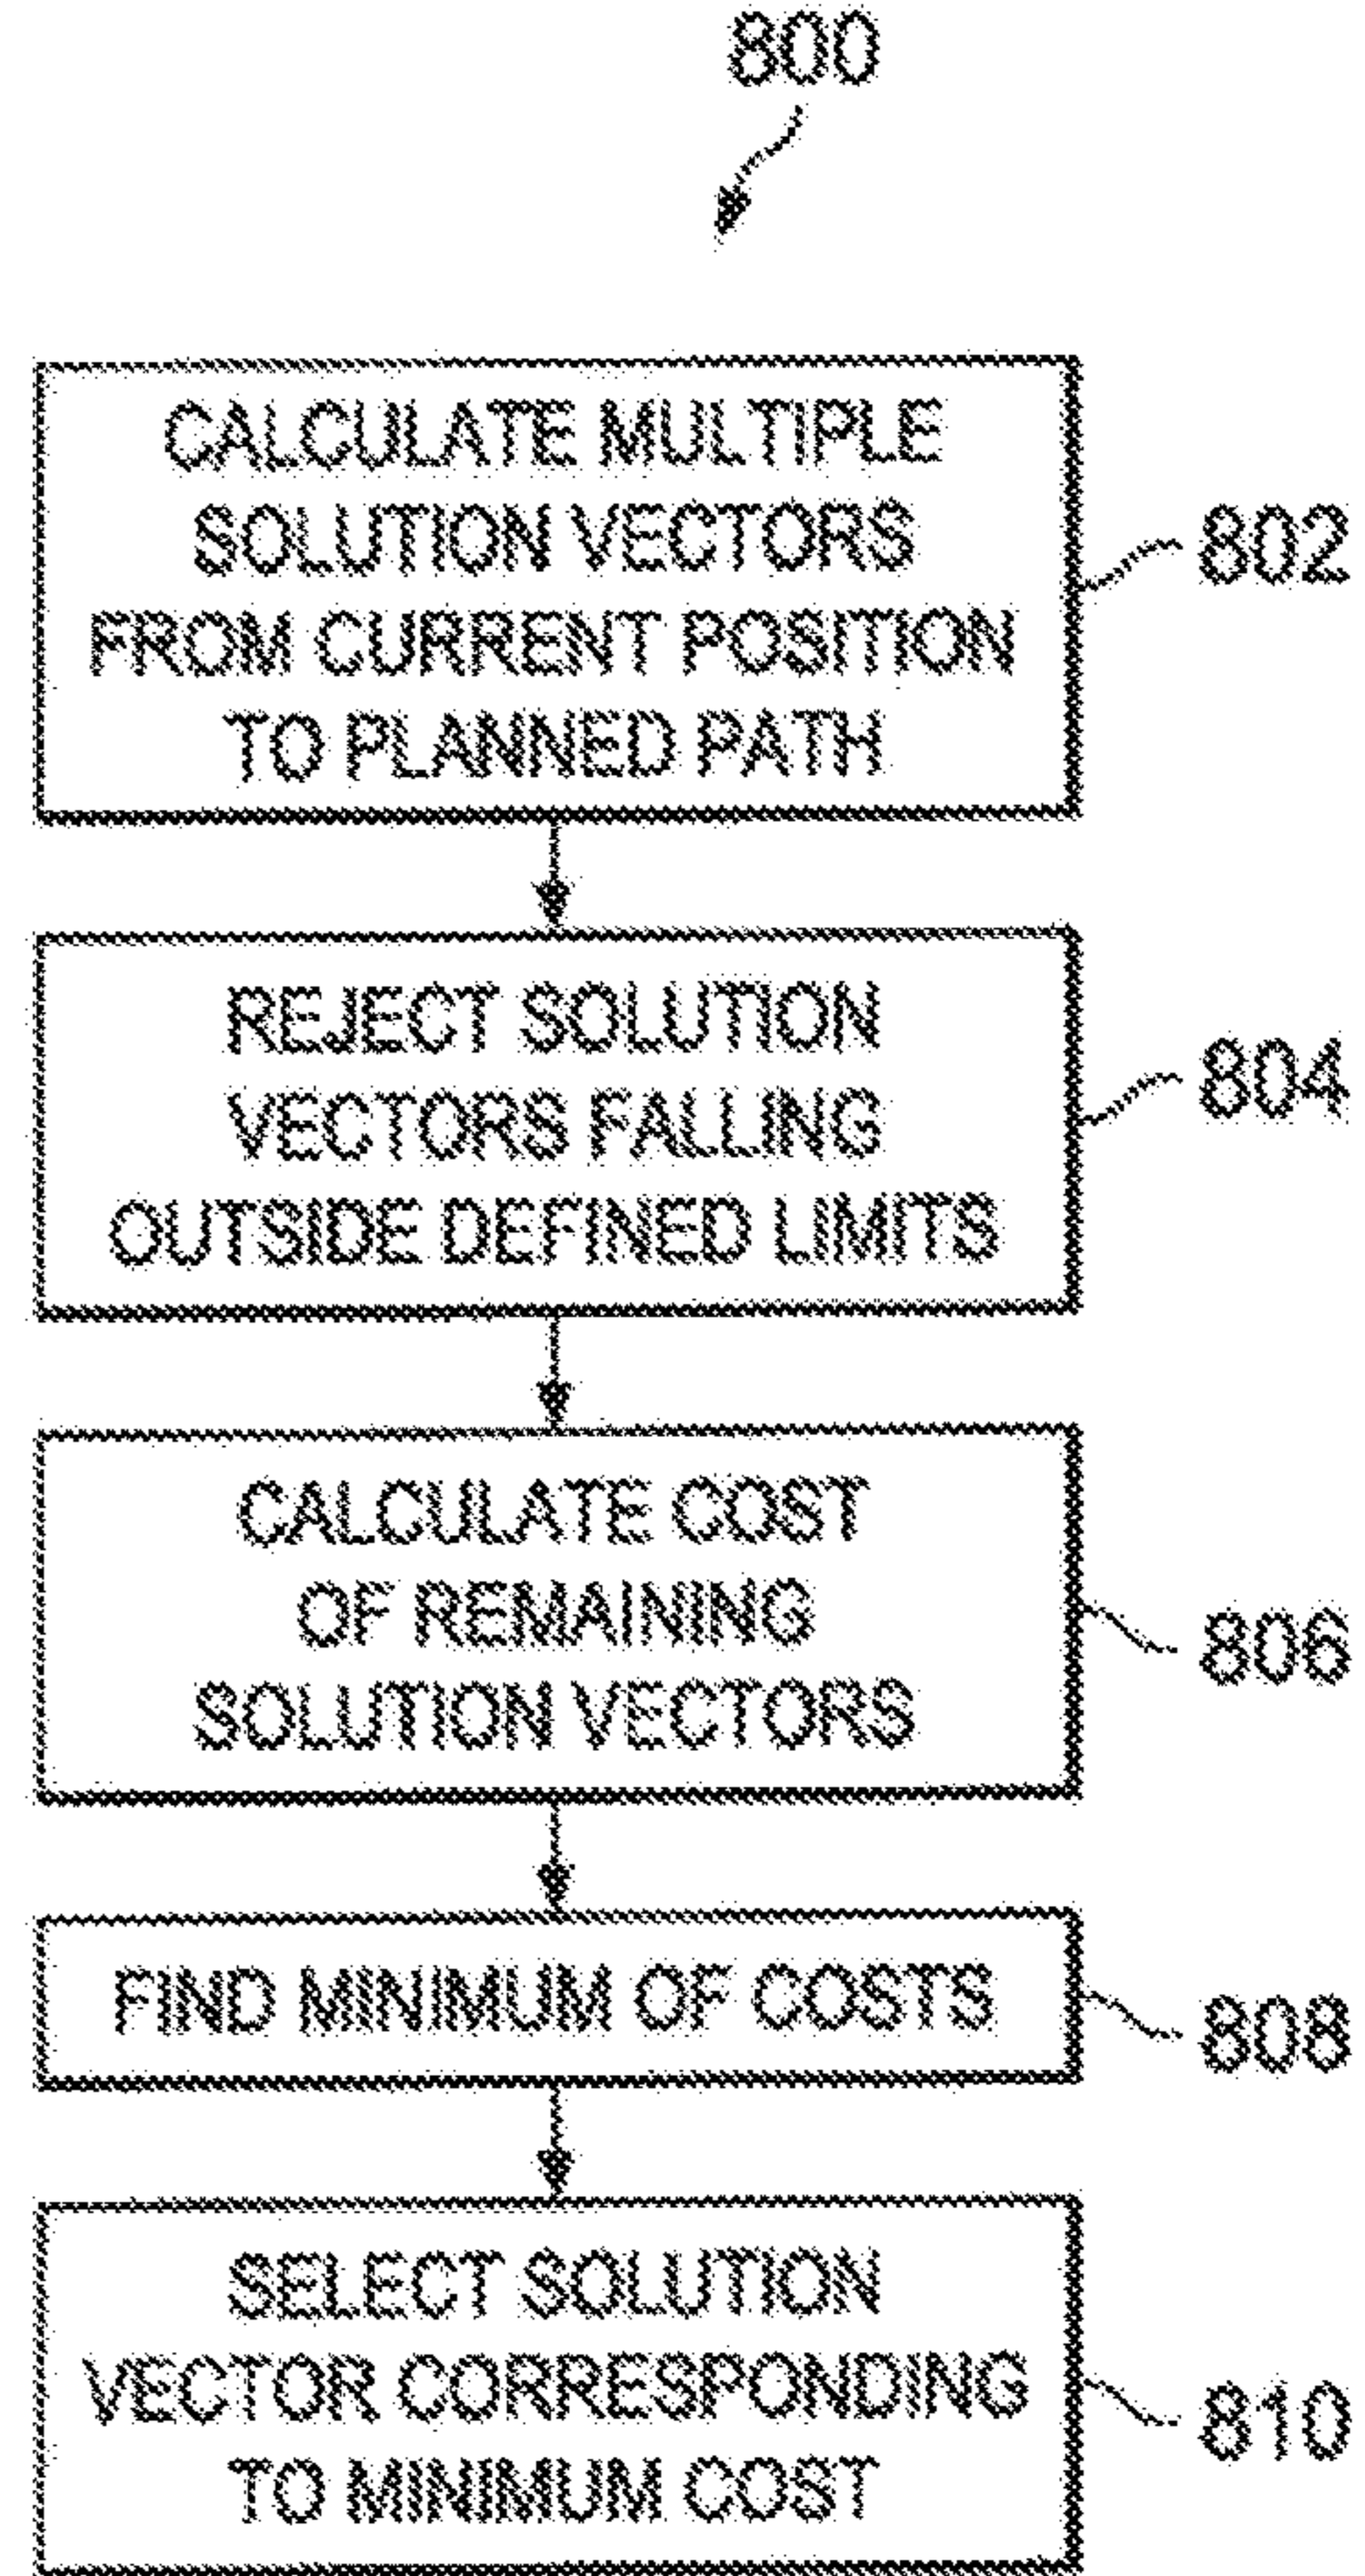 800
CALCULATE MULTIPLE
SOLUTION VECTORS
FROM CURRENT POSITION
TO PLANNED PATH
802
REJECT SOLUTION
VECTORS FALLING
OUTSIDE DEFINED LIMITS
804
CALCULATE COST
OF REMAINING
SOLUTION VECTORS
806
FIND MINIMUM OF COSTS
808
SELECT SOLUTION
VECTOR CORRESPONDING
TO MINIMUM COST
810